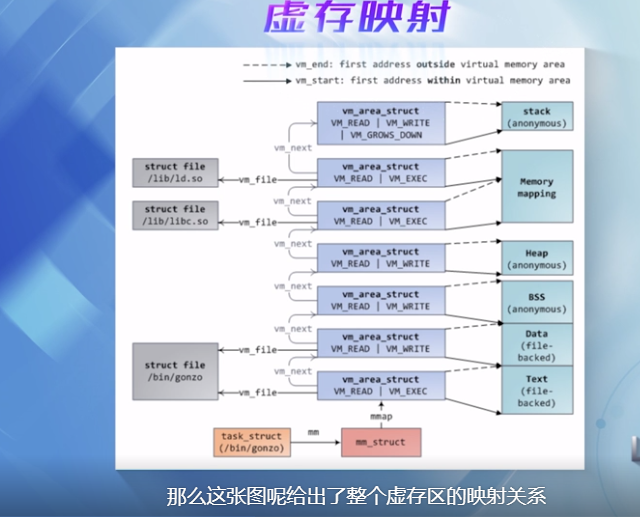 虚存映射
vm_end: first address outside virtual memory area
vm_start: first address within virtual memory area
vm_area_struct
VM_READ | VM_WRITE
| VM_GROWS_DOWN
stack
(anonymous)
vm_next
struct file
/lib/ld.so
vm_file
vm_area_struct
VM_READ | VM_EXEC
Memory
mapping
vm_next
struct file
/lib/libc.so
vm_file
vm_area_struct
VM_READ | VM_EXEC
vm_next
vm_area_struct
VM_READ | VM_WRITE
Heap
(anonymous)
vm_next
vm_area_struct
VM_READ | VM_WRITE
BSS
(anonymous)
vm_next
struct file
/bin/gonzo
vm_file
vm_area_struct
VM_READ | VM_WRITE
Data
(file-
backed)
vm_next
vm_file
vm_area_struct
VM_READ | VM_EXEC
Text
(file-
backed)
mmap
task_struct
(/bin/gonzo)
mm
mm_struct
那么这张图呢给出了整个虚存区的映射关系